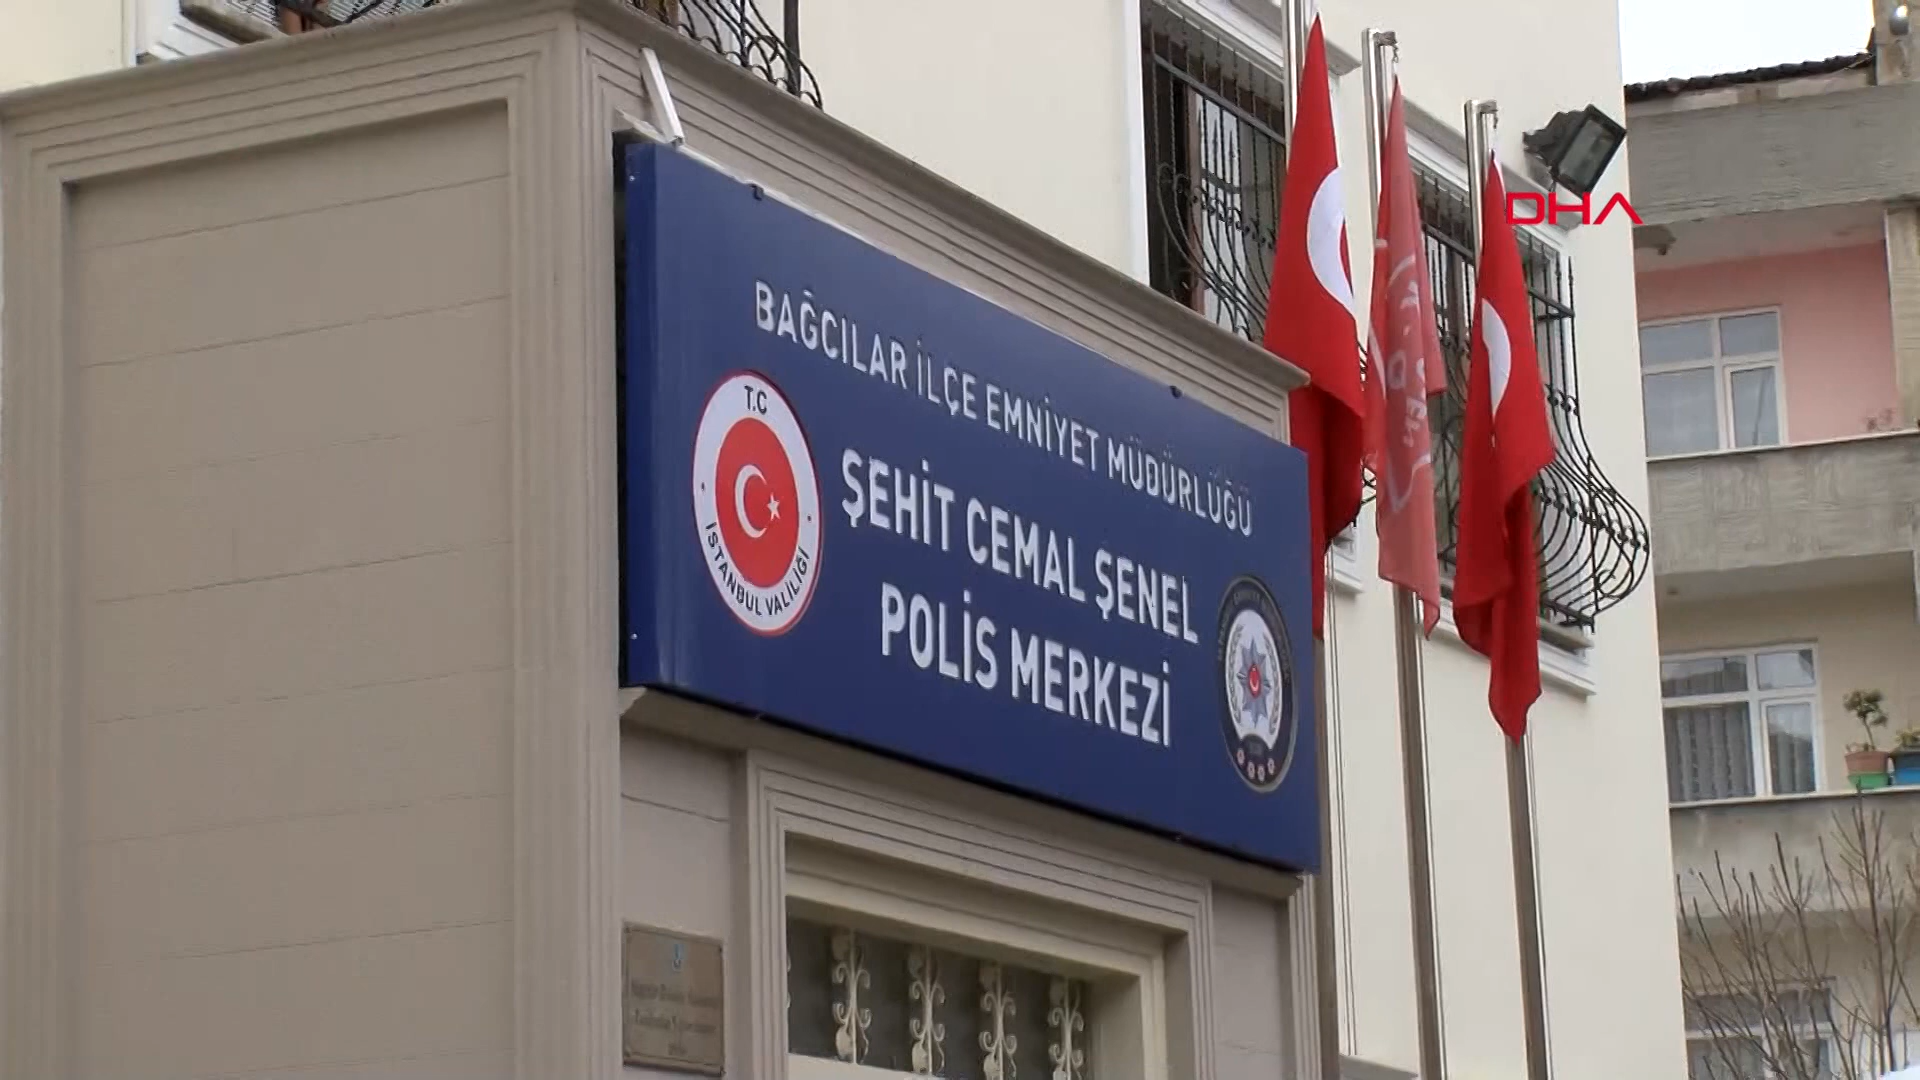 DHA
BAĞCILAR İLÇE EMNİYET MÜDÜRLÜĞÜ
T.C
İSTANBUL VALİLİĞİ
ŞEHİT CEMAL ŞENEL
POLİS MERKEZİ